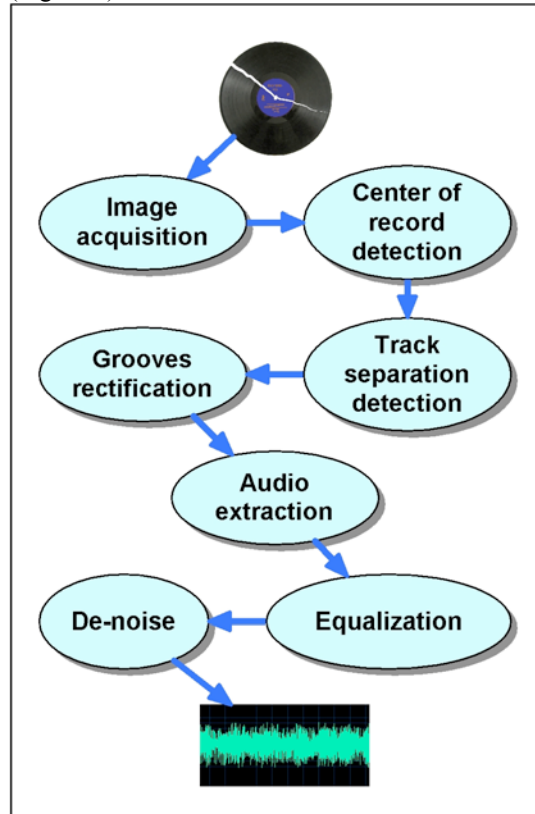 Image
acquisition
Center of
record
detection
Grooves
rectification
Track
separation
detection
Audio
extraction
De-noise
Equalization